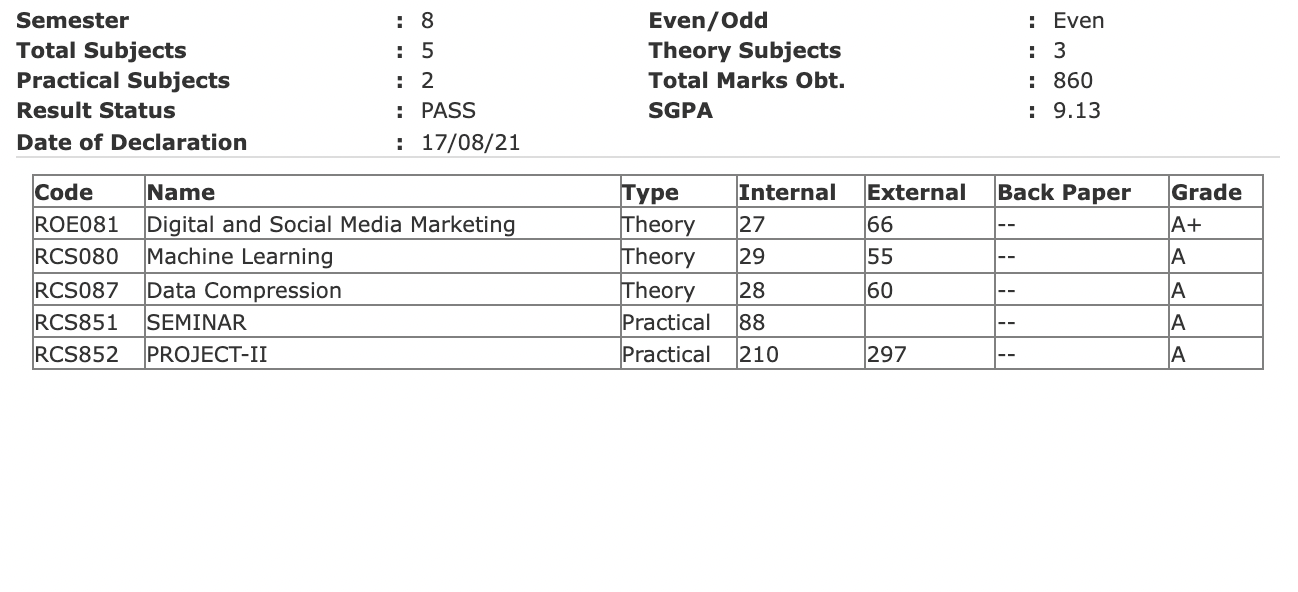 Semester : 8 Even/Odd : Even
Total Subjects : 5 Theory Subjects : 3
Practical Subjects : 2 Total Marks Obt. : 860
Result Status : PASS SGPA : 9.13
Date of Declaration : 17/08/21
Code Name Type Internal External Back Paper Grade
ROE081 Digital and Social Media Marketing Theory 27 66 -- A+
RCS080 Machine Learning Theory 29 55 -- A
RCS087 Data Compression Theory 28 60 -- A
RCS851 SEMINAR Practical 88 -- A
RCS852 PROJECT-II Practical 210 297 -- A